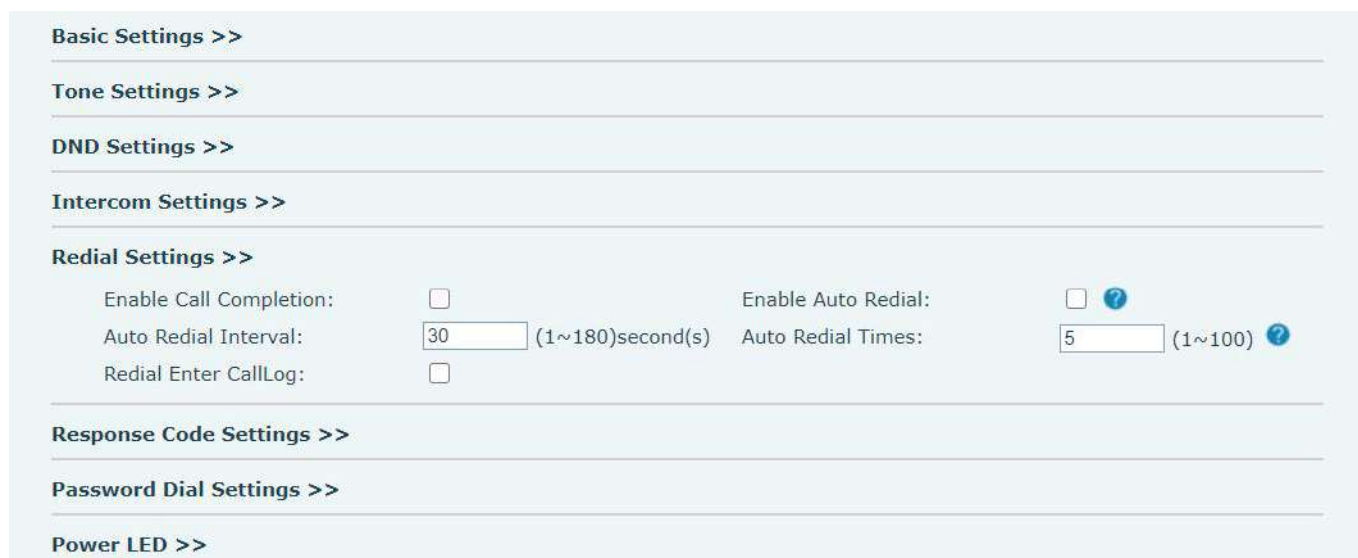 Basic Settings >>
Tone Settings >>
DND Settings >>
Intercom Settings >>
Redial Settings >>
Enable Call Completion: Enable Auto Redial: ?
Auto Redial Interval: 30 (1~180)second(s) Auto Redial Times: 5 (1~100) ?
Redial Enter CallLog:
Response Code Settings >>
Password Dial Settings >>
Power LED >>